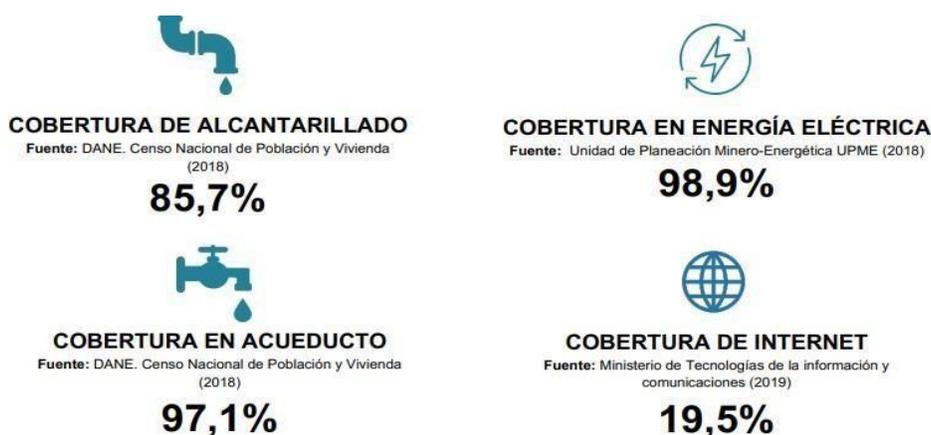 COBERTURA DE ALCANTARILLADO
Fuente: DANE. Censo Nacional de Población y Vivienda
(2018)
85,7%
COBERTURA EN ENERGÍA ELÉCTRICA
Fuente: Unidad de Planeación Minero-Energética UPME (2018)
98,9%
COBERTURA EN ACUEDUCTO
Fuente: DANE. Censo Nacional de Población y Vivienda
(2018)
97,1%
COBERTURA DE INTERNET
Fuente: Ministerio de Tecnologías de la información y
comunicaciones (2019)
19,5%